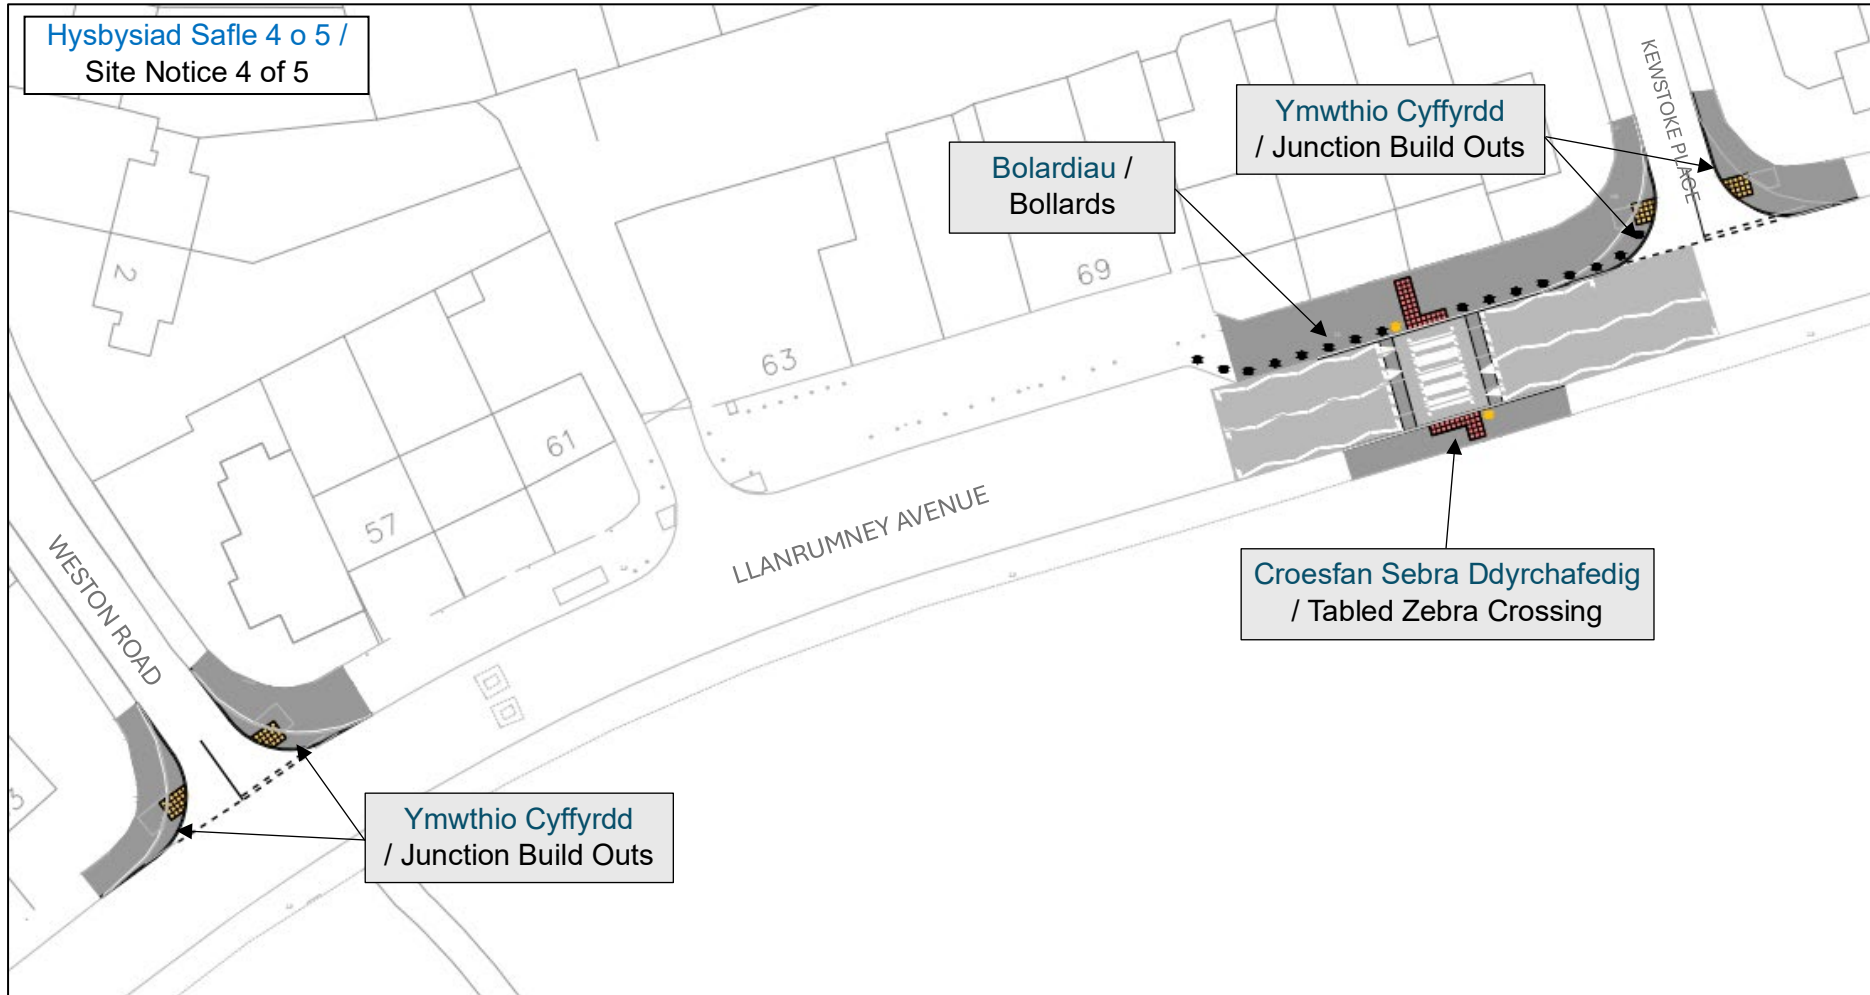 Hysbysiad Safle 4 o 5 /
Site Notice 4 of 5
KEWSTOKE PLACE
Ymwthio Cyffyrdd
/ Junction Build Outs
Bolardiau /
Bollards
2
69
63
61
57
LLANRUMNEY AVENUE
WESTON ROAD
Croesfan Sebra Ddyrchafedig
/ Tabled Zebra Crossing
Ymwthio Cyffyrdd
/ Junction Build Outs